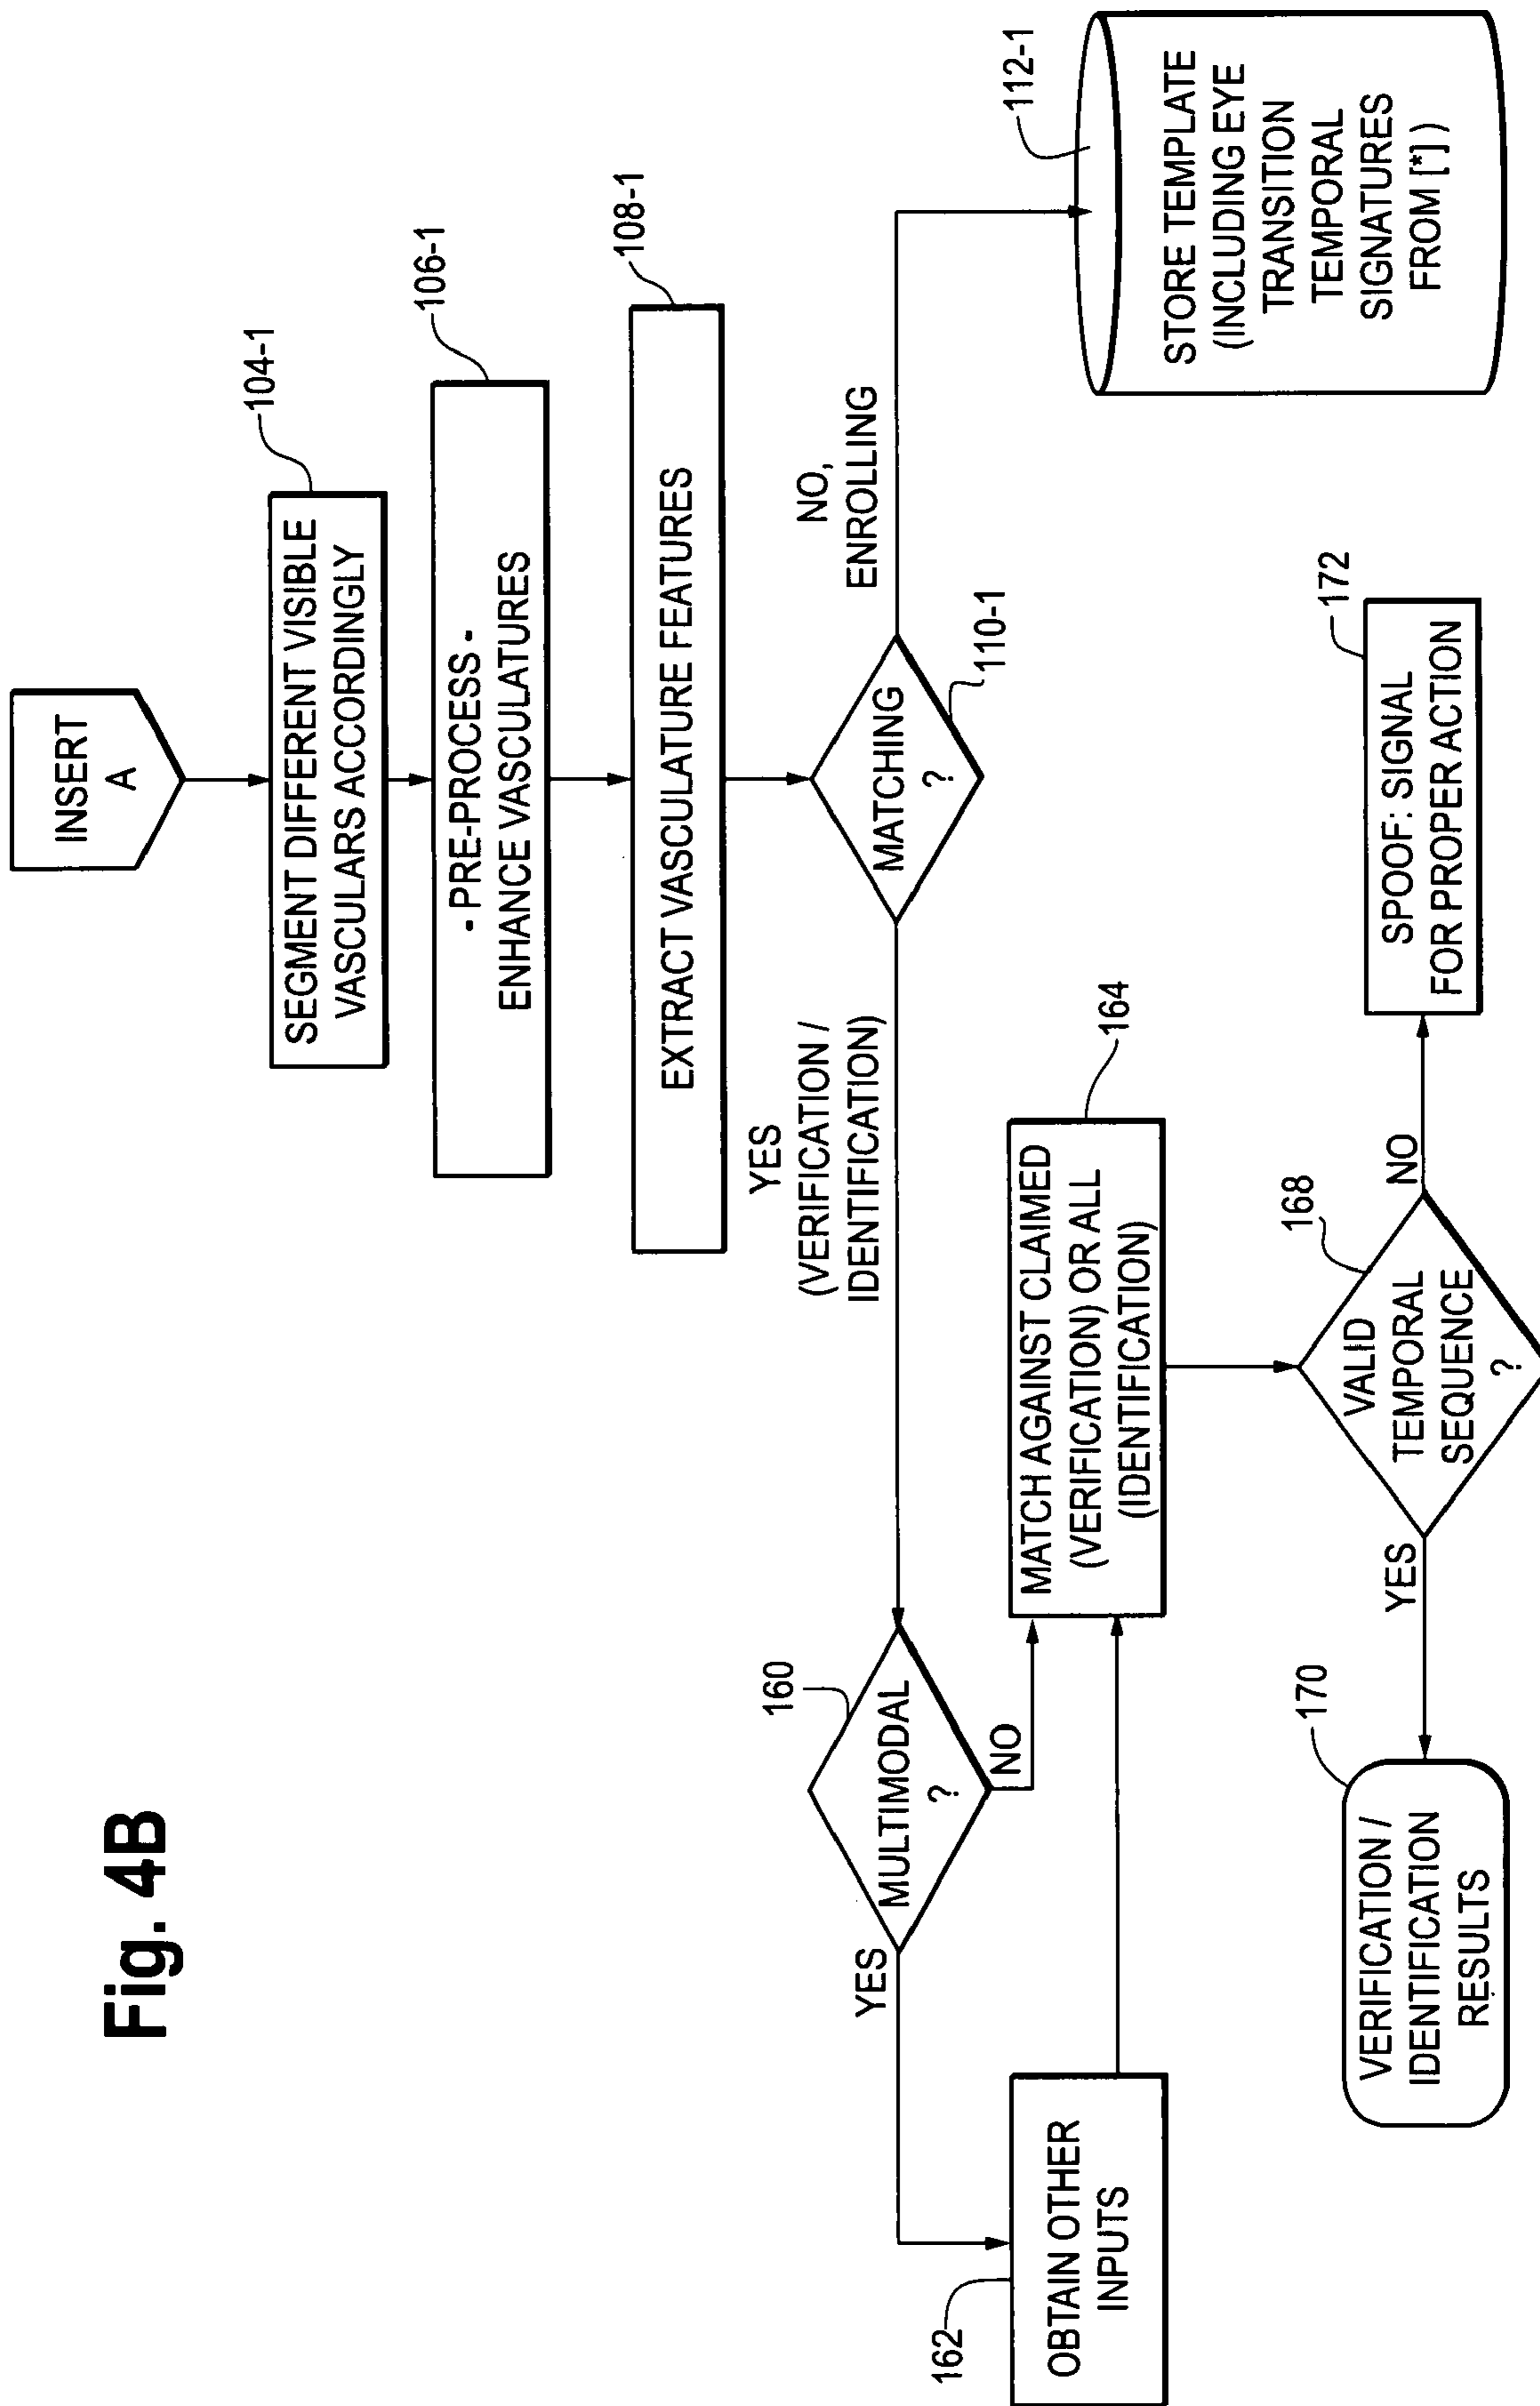 Fig. 4B
INSERT
A
104-1
SEGMENT DIFFERENT VISIBLE
VASCULARS ACCORDINGLY
106-1
- PRE-PROCESS -
ENHANCE VASCULATURES
108-1
EXTRACT VASCULATURE FEATURES
YES
(VERIFICATION /
IDENTIFICATION)
MATCHING
?
110-1
NO,
ENROLLING
112-1
STORE TEMPLATE
(INCLUDING EYE
TRANSITION
TEMPORAL
SIGNATURES
FROM [*])
160
MULTIMODAL
?
YES
NO
162
OBTAIN OTHER
INPUTS
164
MATCH AGAINST CLAIMED
(VERIFICATION) OR ALL
(IDENTIFICATION)
168
VALID
TEMPORAL
SEQUENCE
?
YES
NO
170
VERIFICATION /
IDENTIFICATION
RESULTS
172
SPOOF: SIGNAL
FOR PROPER ACTION